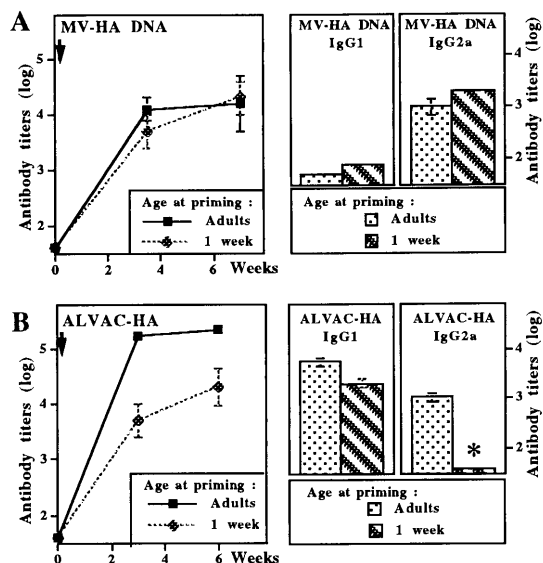 A
MV-HA DNA
Antibody titers (log)
5
4
3
2
0 2 4 6 Weeks
Age at priming :
Adults
1 week
MV-HA DNA
IgG1
MV-HA DNA
IgG2a
4
3
2
Antibody titers (log)
Age at priming :
Adults
1 week
B
ALVAC-HA
Antibody titers (log)
5
4
3
2
0 2 4 6 Weeks
Age at priming :
Adults
1 week
ALVAC-HA
IgG1
ALVAC-HA
IgG2a
*
4
3
2
Antibody titers (log)
Age at priming :
Adults
1 week